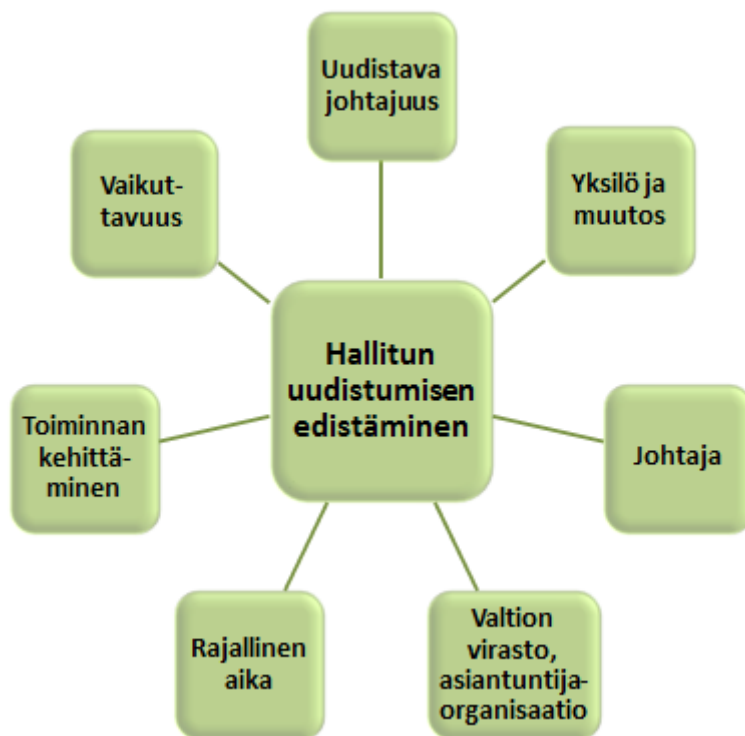 Uudistava
johtajuus
Yksilö ja
muutos
Vaikut-
tavuus
Hallitun
uudistumisen
edistäminen
Toiminnan
kehittä-
minen
Johtaja
Rajallinen
aika
Valtion
virasto,
asiantuntija-
organisaatio